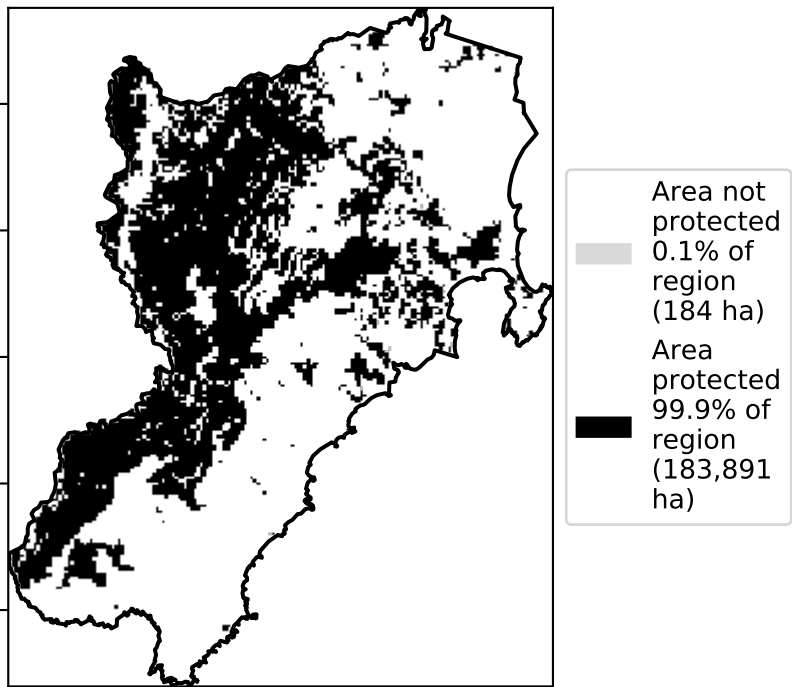 Area not
protected
0.1% of
region
(184 ha)
Area
protected
99.9% of
region
(183,891
ha)